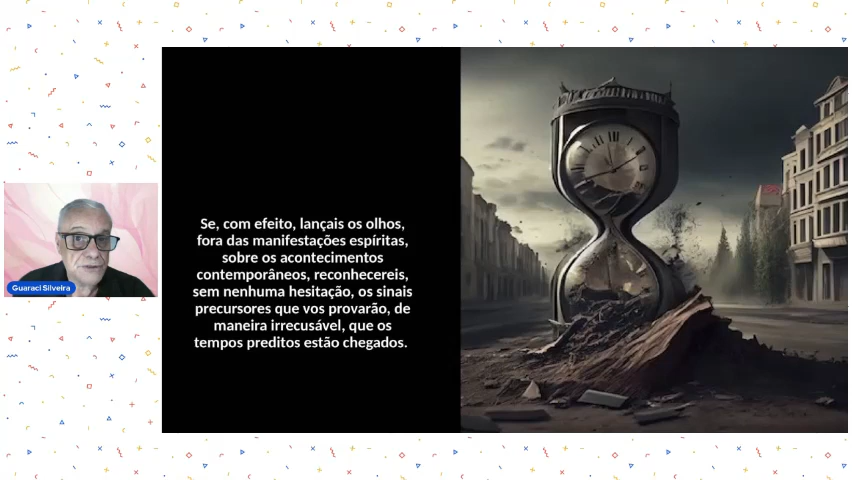 Se, com efeito, lançais os olhos,
fora das manifestações espíritas,
sobre os acontecimentos
contemporâneos, reconhecereis,
sem nenhuma hesitação, os sinais
precursores que vos provarão, de
maneira irrecusável, que os
tempos preditos estão chegados.
Guaraci Silveira